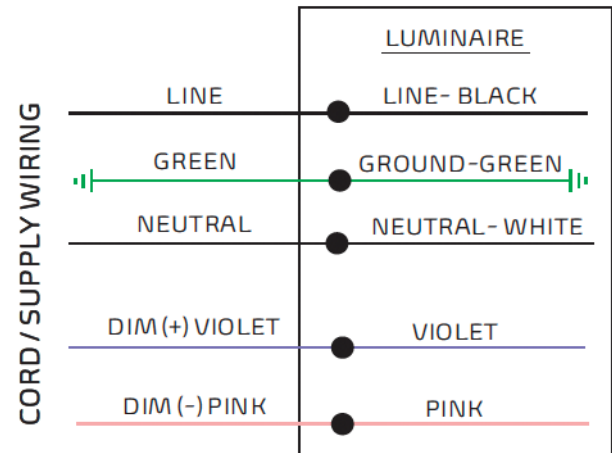 LUMINAIRE
CORD / SUPPLY WIRING
LINE
LINE- BLACK
GREEN
GROUND-GREEN
NEUTRAL
NEUTRAL- WHITE
DIM (+) VIOLET
VIOLET
DIM (-) PINK
PINK